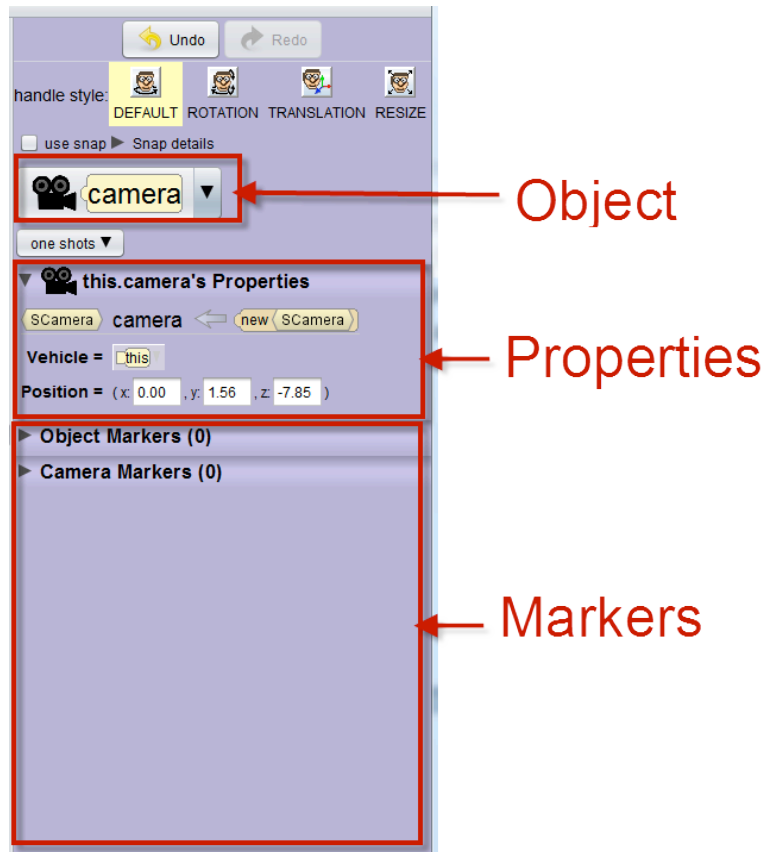 Undo Redo
handle style: DEFAULT ROTATION TRANSLATION RESIZE
use snap ▶ Snap details
camera ▼
Object
one shots ▼
▼ this.camera's Properties
SCamera camera new SCamera
Vehicle = this
Position = ( x: 0.00 , y: 1.56 , z: -7.85 )
Properties
▶ Object Markers (0)
▶ Camera Markers (0)
Markers